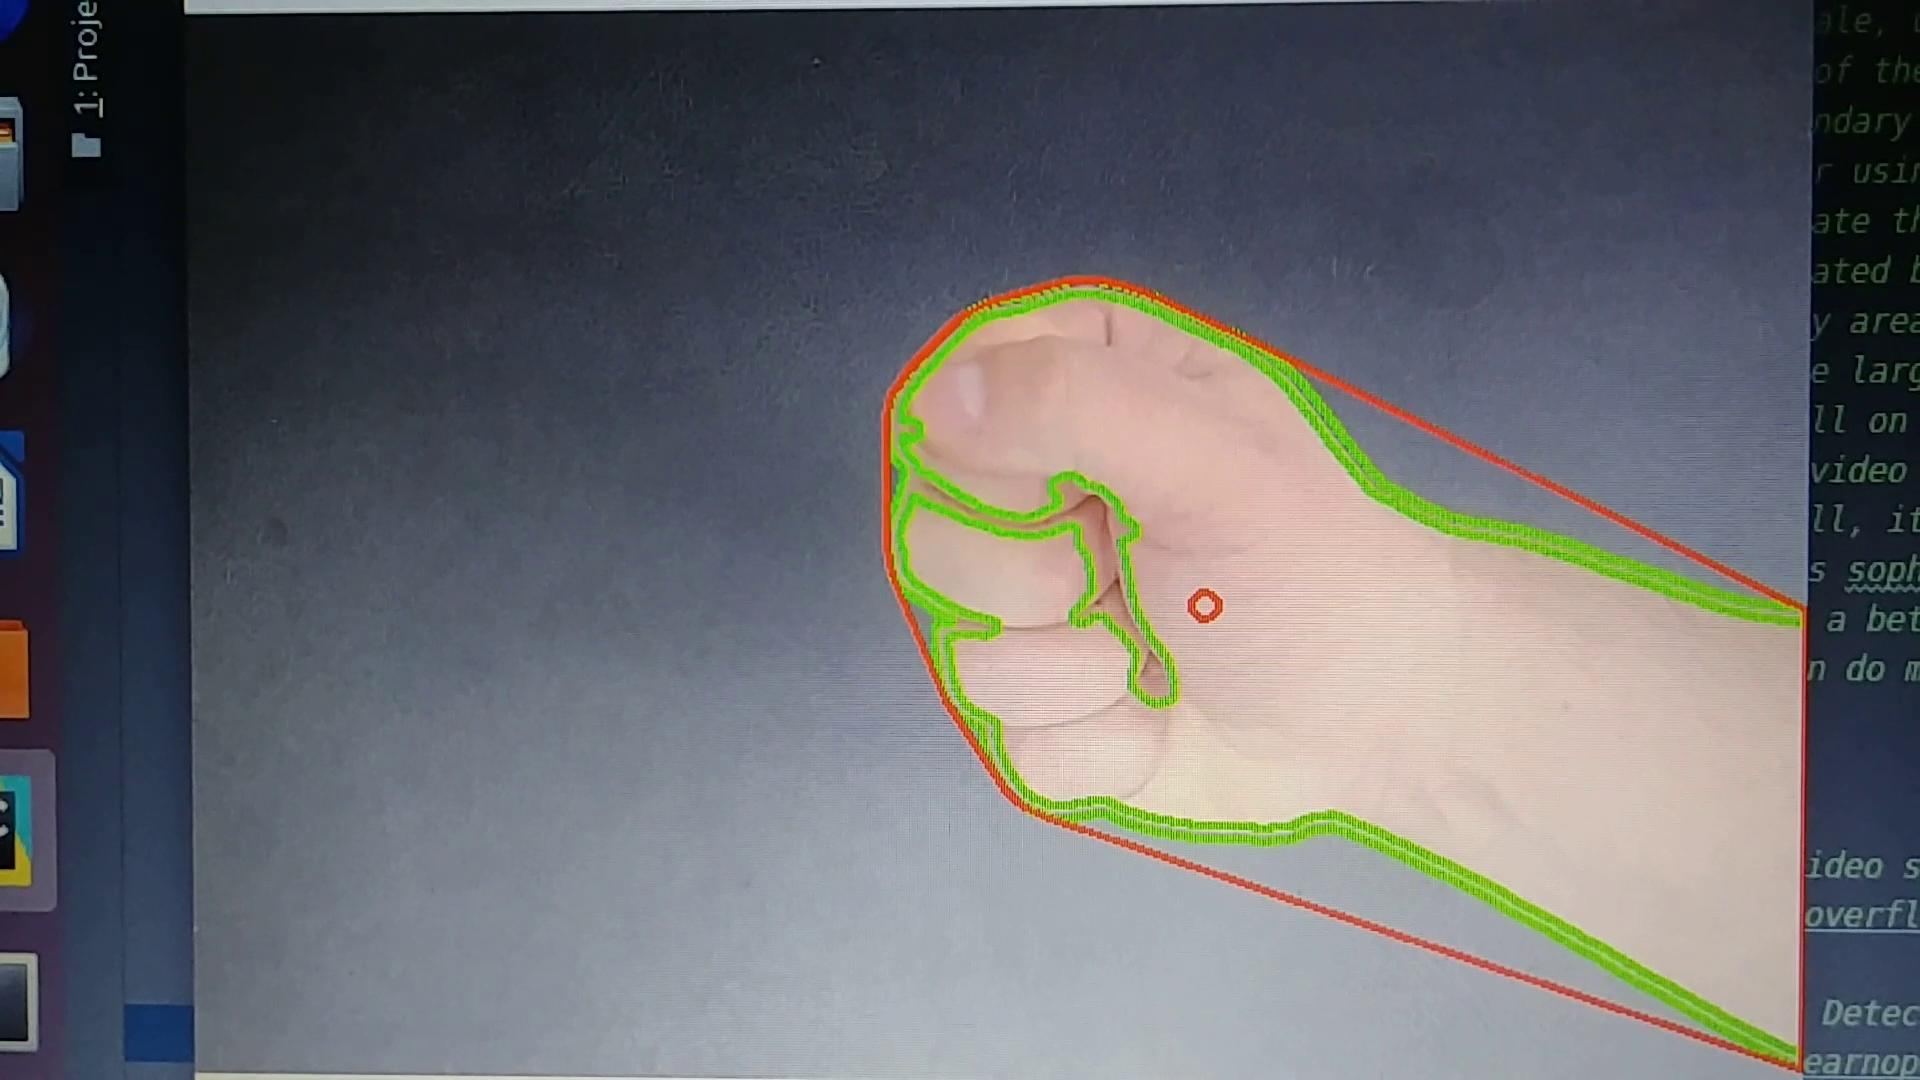 1: Proje
ale, 
of the
ndary
r usin
ate th
ated b
y area
e larg
ll on
video
ll, it
s soph
a bet
n do m
ideo s
overfl
Detec
earnop